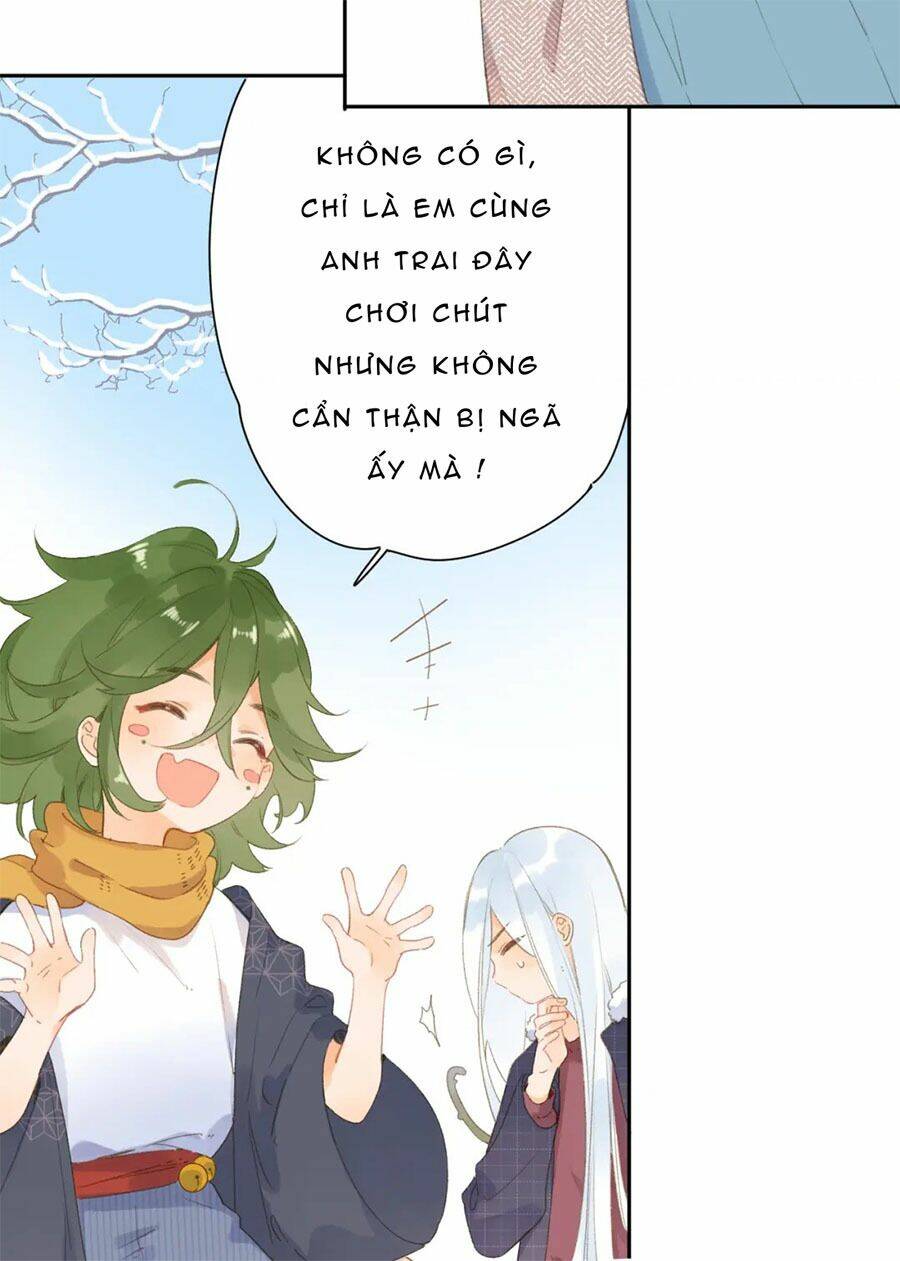 KHÔNG CÓ GÌ,
CHỈ LÀ EM CÙNG
ANH TRAI ĐÂY
CHƠI CHÚT
NHƯNG KHÔNG
CẨN THẬN BỊ NGÃ
ẤY MÀ !